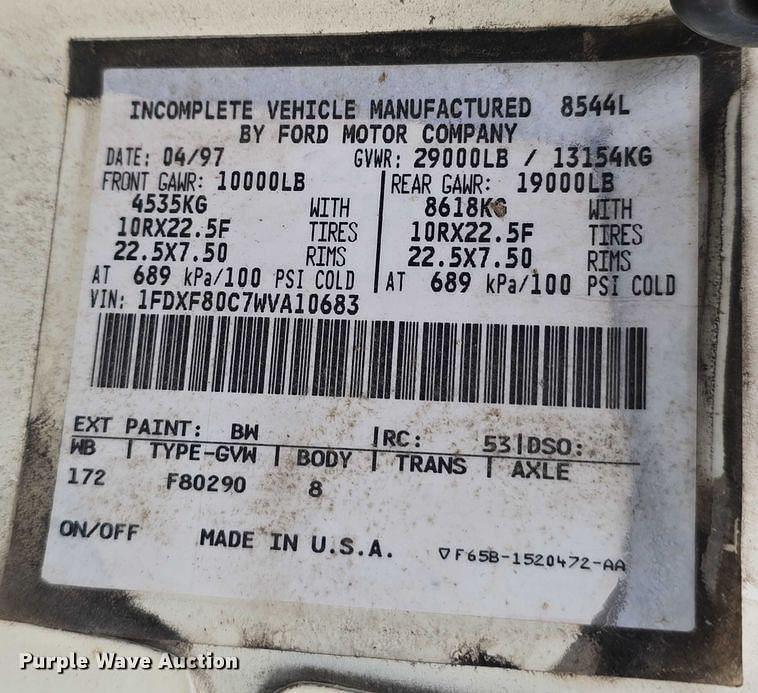 INCOMPLETE VEHICLE MANUFACTURED 8544L
BY FORD MOTOR COMPANY
DATE: 04/97 GVWR: 29000LB / 13154KG
FRONT GAWR: 10000LB REAR GAWR: 19000LB
4535KG WITH 8618KG WITH
10RX22.5F TIRES 10RX22.5F TIRES
22.5X7.50 RIMS 22.5X7.50 RIMS
AT 689 kPa/100 PSI COLD AT 689 kPa/100 PSI COLD
VIN: 1FDXF80C7WVA10683
EXT PAINT: BW RC: 53 DSO:
WB TYPE-GVW BODY TRANS AXLE
172 F80290 8
ON/OFF MADE IN U.S.A. F65B-1520472-AA
Purple Wave Auction